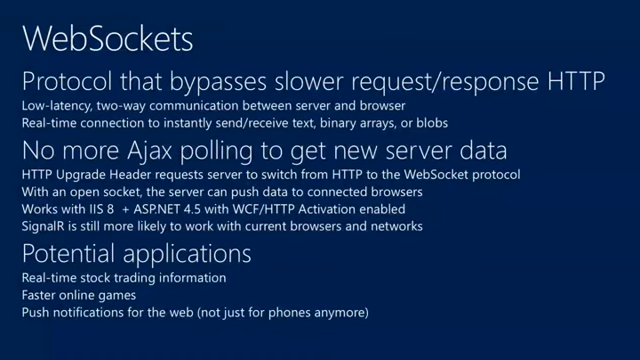 WebSockets
Protocol that bypasses slower request/response HTTP
Low-latency, two-way communication between server and browser
Real-time connection to instantly send/receive text, binary arrays, or blobs
No more Ajax polling to get new server data
HTTP Upgrade Header requests server to switch from HTTP to the WebSocket protocol
With an open socket, the server can push data to connected browsers
Works with IIS 8 + ASP.NET 4.5 with WCF/HTTP Activation enabled
SignalR is still more likely to work with current browsers and networks
Potential applications
Real-time stock trading information
Faster online games
Push notifications for the web (not just for phones anymore)